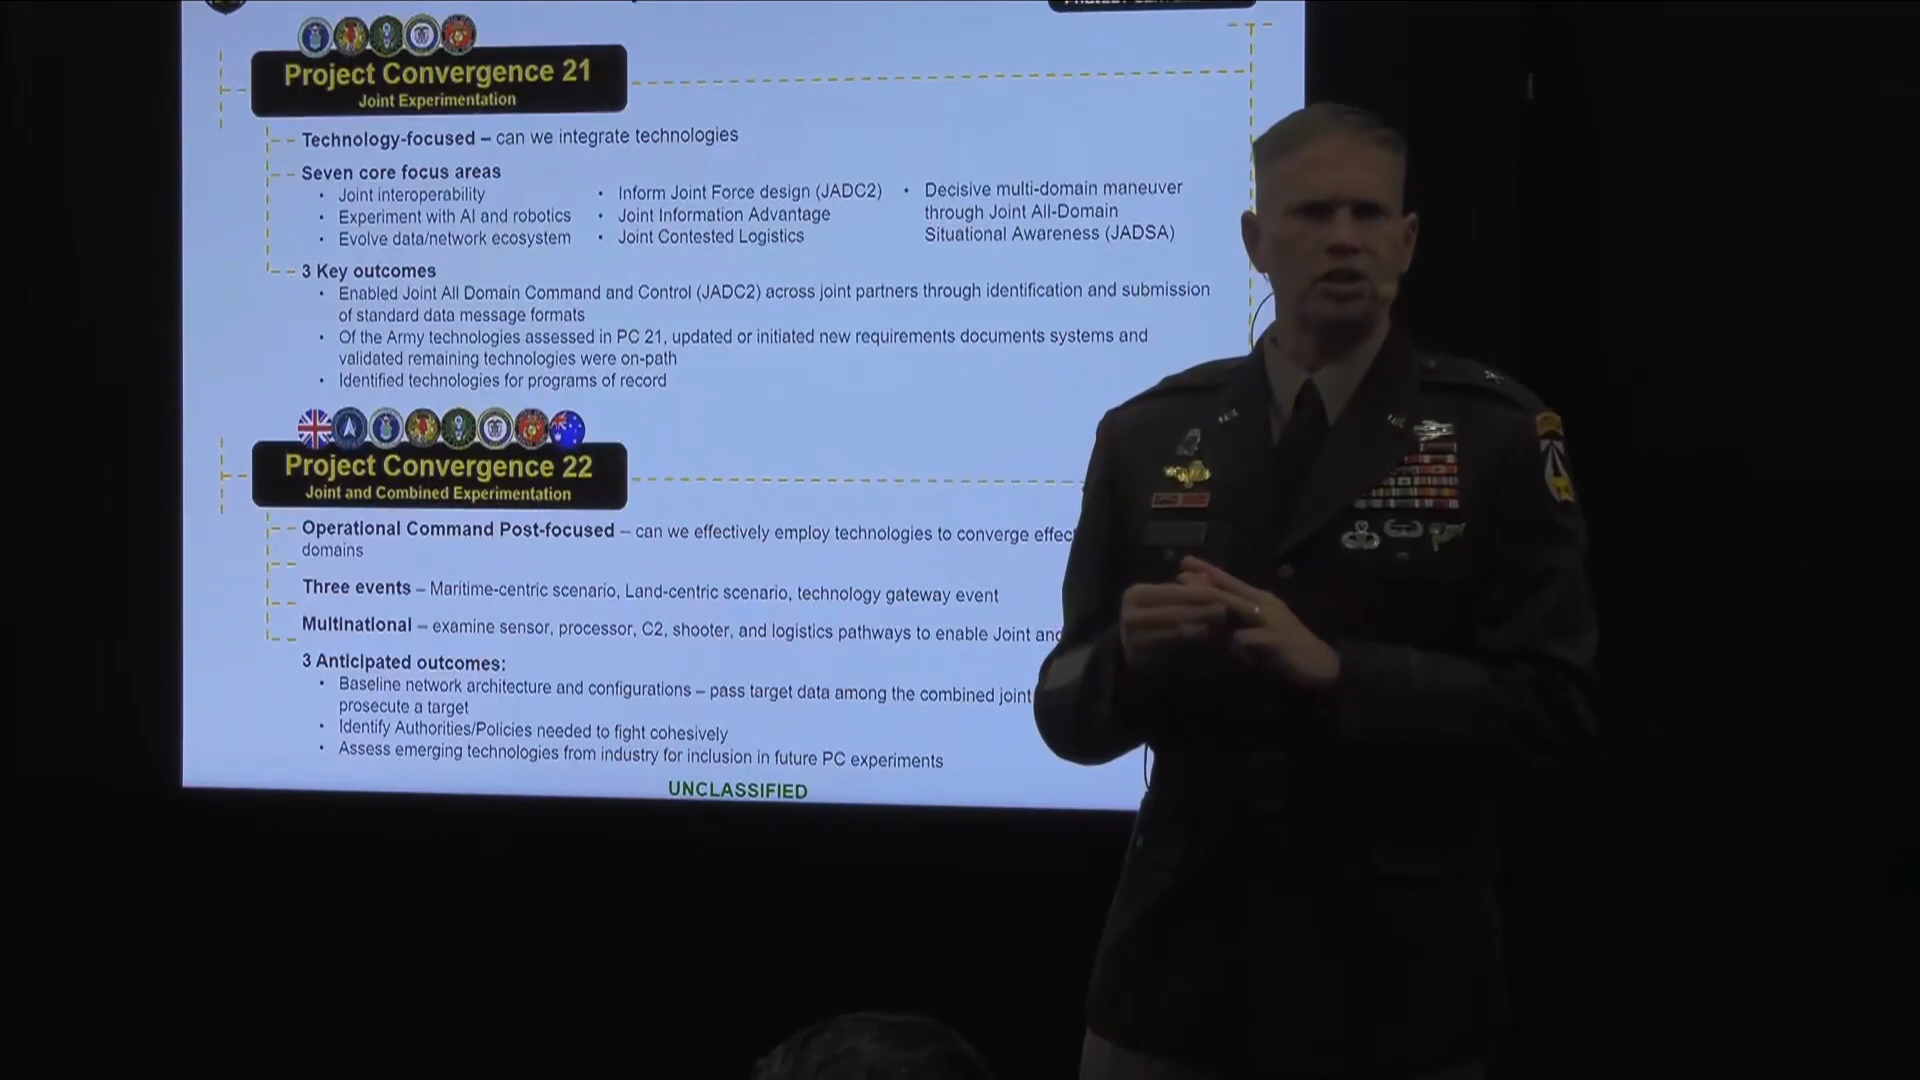 Project Convergence 21
Joint Experimentation
Technology-focused – can we integrate technologies
Seven core focus areas
• Joint interoperability
• Experiment with AI and robotics
• Evolve data/network ecosystem
• Inform Joint Force design (JADC2)
• Joint Information Advantage
• Joint Contested Logistics
• Decisive multi-domain maneuver
through Joint All-Domain
Situational Awareness (JADSA)
3 Key outcomes
• Enabled Joint All Domain Command and Control (JADC2) across joint partners through identification and submission
of standard data message formats
• Of the Army technologies assessed in PC 21, updated or initiated new requirements documents systems and
validated remaining technologies were on-path
• Identified technologies for programs of record
Project Convergence 22
Joint and Combined Experimentation
Operational Command Post-focused – can we effectively employ technologies to converge effec
domains
Three events – Maritime-centric scenario, Land-centric scenario, technology gateway event
Multinational – examine sensor, processor, C2, shooter, and logistics pathways to enable Joint and
3 Anticipated outcomes:
• Baseline network architecture and configurations – pass target data among the combined joint
prosecute a target
• Identify Authorities/Policies needed to fight cohesively
• Assess emerging technologies from industry for inclusion in future PC experiments
UNCLASSIFIED